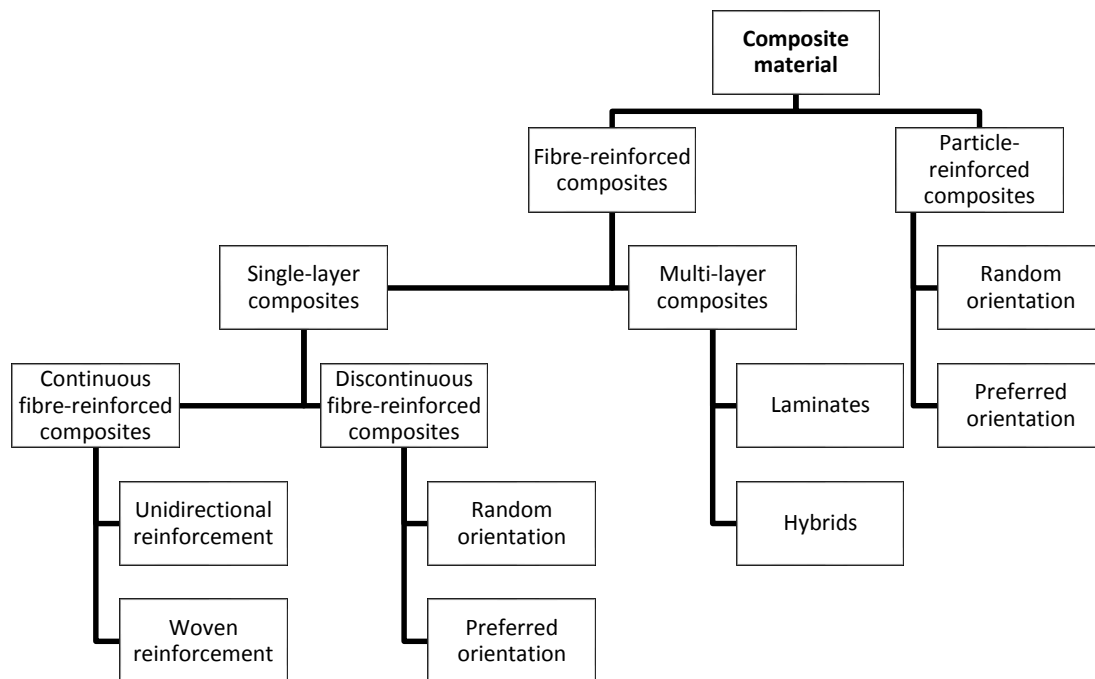 Composite
material
Fibre-reinforced
composites
Particle-
reinforced
composites
Single-layer
composites
Multi-layer
composites
Random
orientation
Continuous
fibre-reinforced
composites
Discontinuous
fibre-reinforced
composites
Laminates
Preferred
orientation
Unidirectional
reinforcement
Random
orientation
Hybrids
Woven
reinforcement
Preferred
orientation